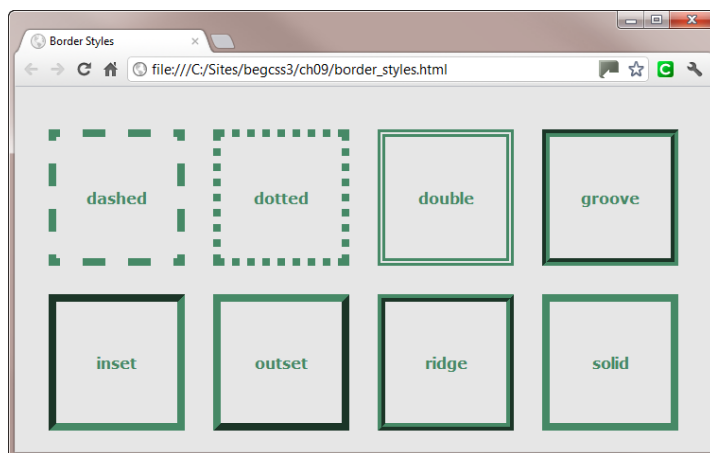 Border Styles
file:///C:/Sites/begcss3/ch09/border_styles.html
dashed dotted double groove
inset outset ridge solid